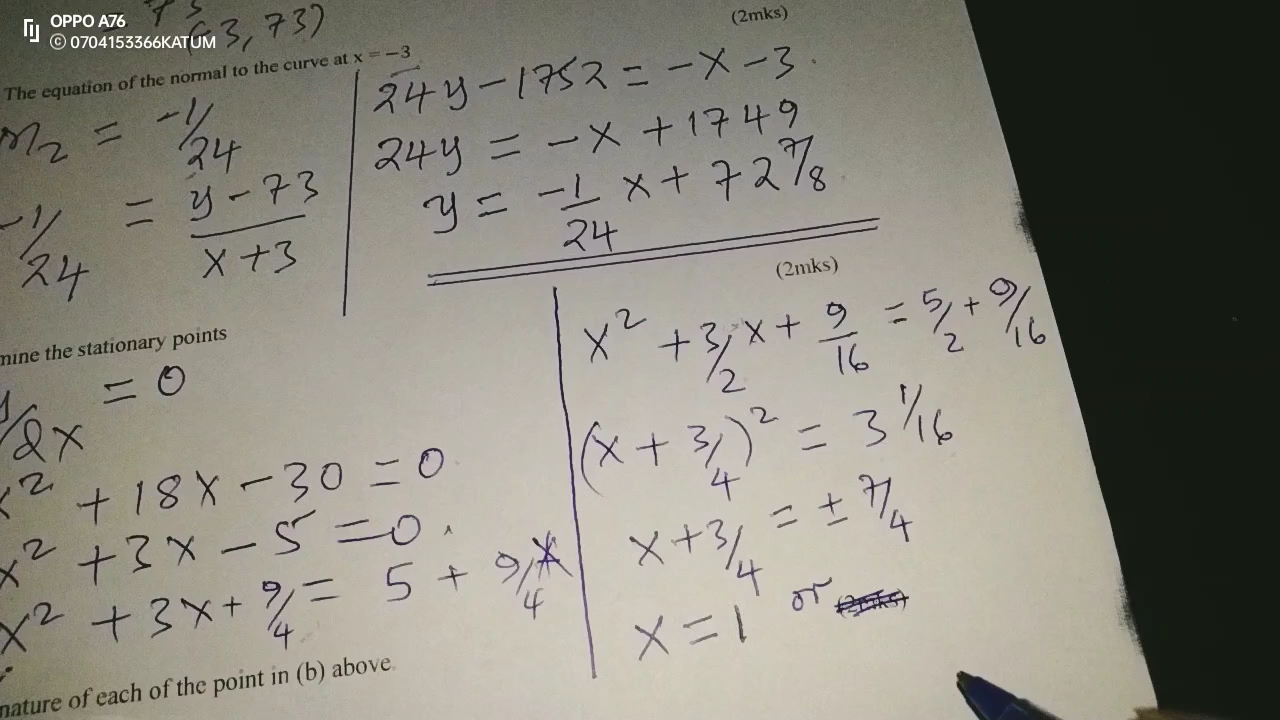 OPPO A76
© 0704153366KATUM
3, 73)
(2mks)
The equation of the normal to the curve at x = −3
m2 = -1/24
-1/24 = y - 73 / x + 3
24y - 1752 = -x - 3
24y = -x + 1749
y = -1/24 x + 72 7/8
(2mks)
mine the stationary points
/dx = 0
x² + 18x - 30 = 0
x² + 3x - 5 = 0
x² + 3x + 9/4 = 5 + 9/4
x² + 3/2 x + 9/16 = 5/2 + 9/16
(x + 3/4)² = 3 1/16
x + 3/4 = ± 7/4
x = 1 or
nature of each of the point in (b) above